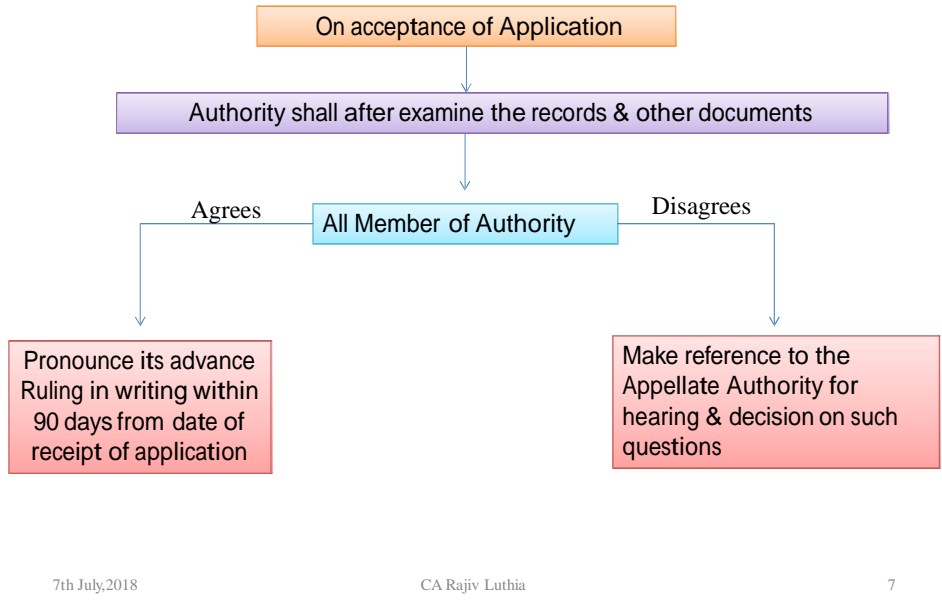 On acceptance of Application
Authority shall after examine the records & other documents
Agrees
All Member of Authority
Disagrees
Pronounce its advance
Ruling in writing within
90 days from date of
receipt of application
Make reference to the
Appellate Authority for
hearing & decision on such
questions
7th July,2018
CA Rajiv Luthia
7